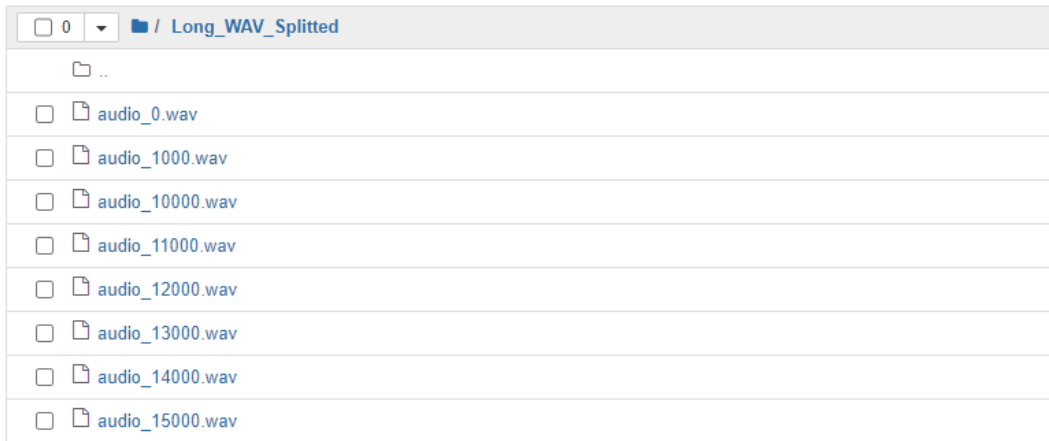 0 / Long_WAV_Splitted
..
audio_0.wav
audio_1000.wav
audio_10000.wav
audio_11000.wav
audio_12000.wav
audio_13000.wav
audio_14000.wav
audio_15000.wav